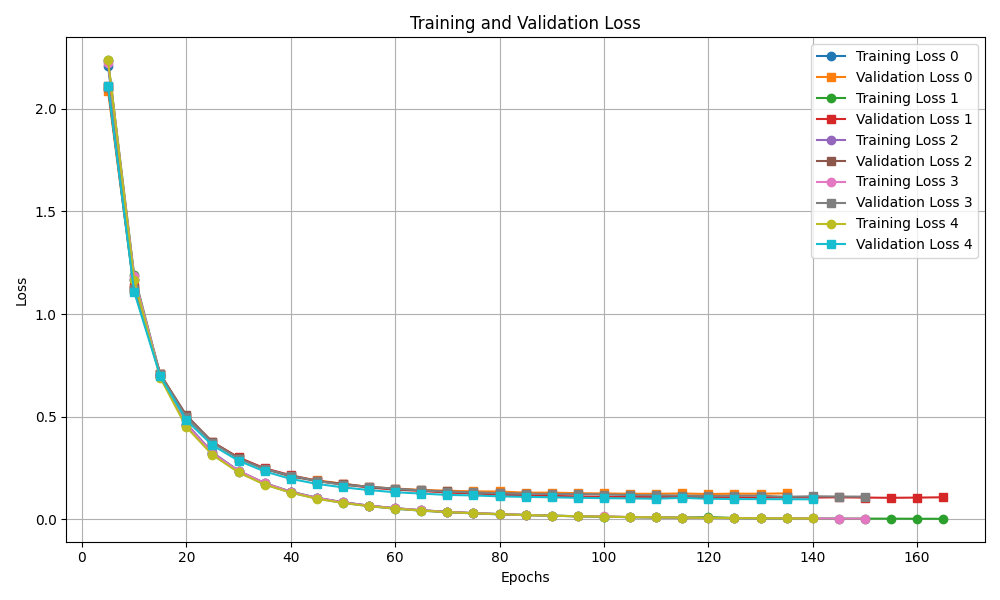 Training and Validation Loss
Training Loss 0
Validation Loss 0
Training Loss 1
Validation Loss 1
Training Loss 2
Validation Loss 2
Training Loss 3
Validation Loss 3
Training Loss 4
Validation Loss 4
Loss
2.0
1.5
1.0
0.5
0.0
0 20 40 60 80 100 120 140 160
Epochs